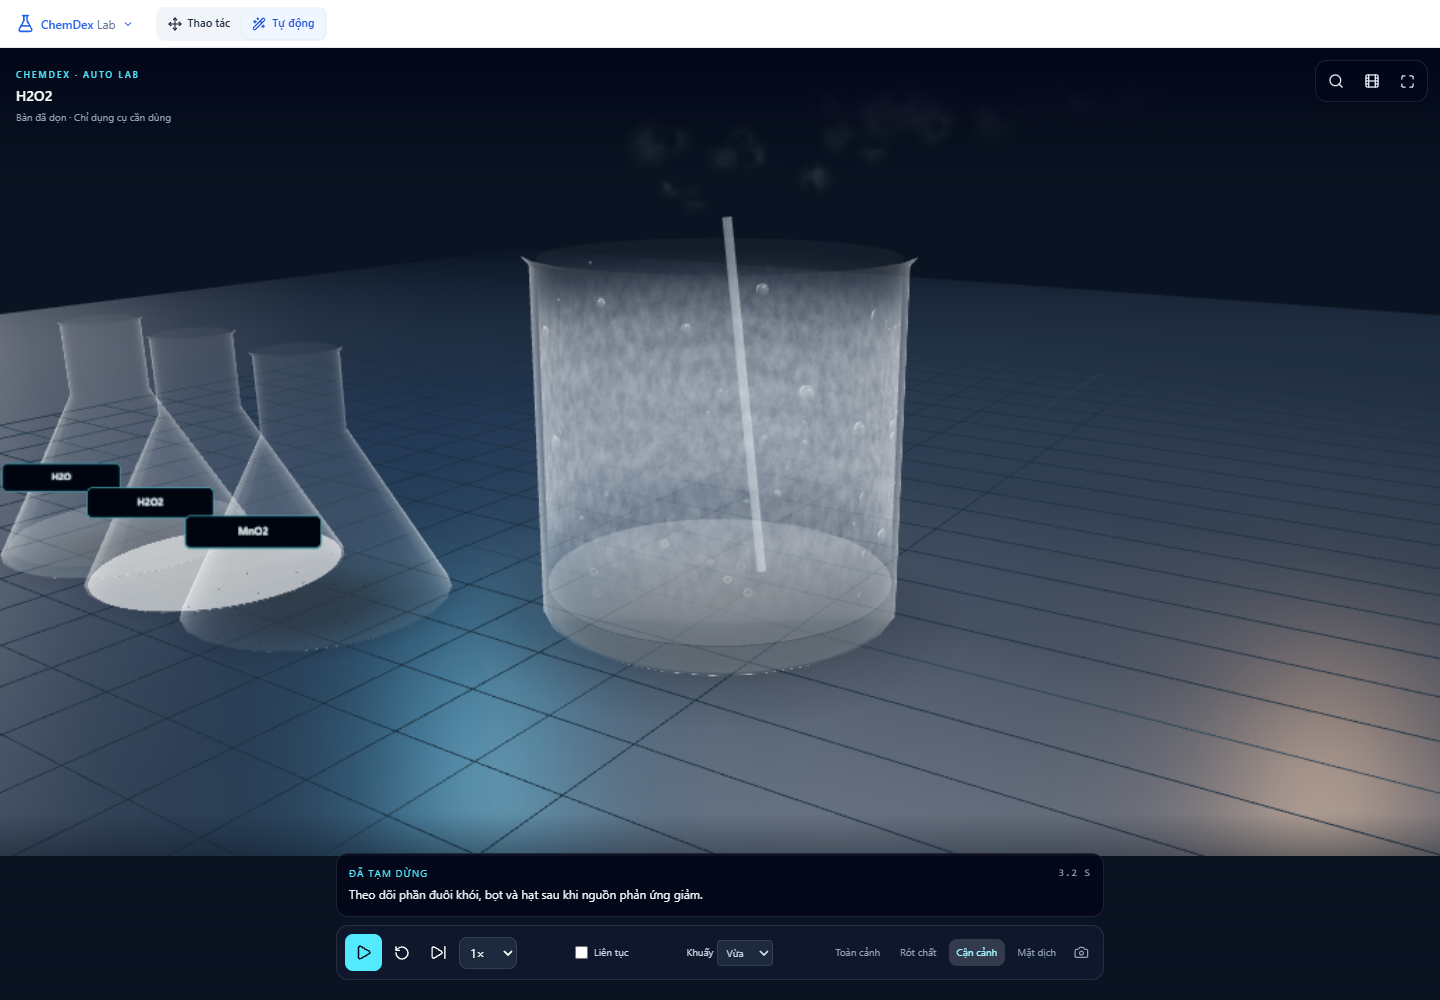 ChemDex Lab
Thao tác
Tự động
CHEMDEX · AUTO LAB
H2O2
Bàn đã dọn · Chỉ dụng cụ cần dùng
H2O
H2O2
MnO2
ĐÃ TẠM DỪNG
3.2 S
Theo dõi phần đuôi khói, bọt và hạt sau khi nguồn phản ứng giảm.
1×
Liên tục
Khuấy
Vừa
Toàn cảnh
Rót chất
Cận cảnh
Mặt dịch